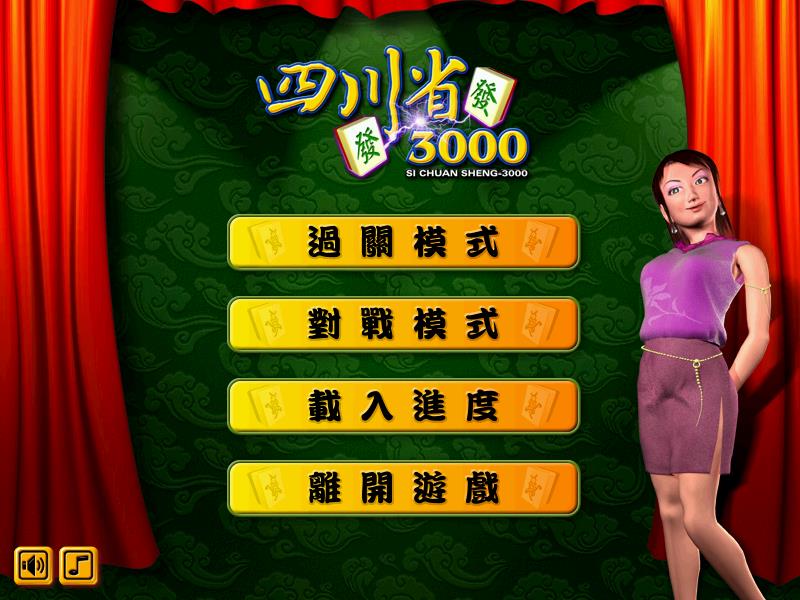 四川省
發
發
3000
SI CHUAN SHENG-3000
過關模式
對戰模式
載入進度
離開遊戲